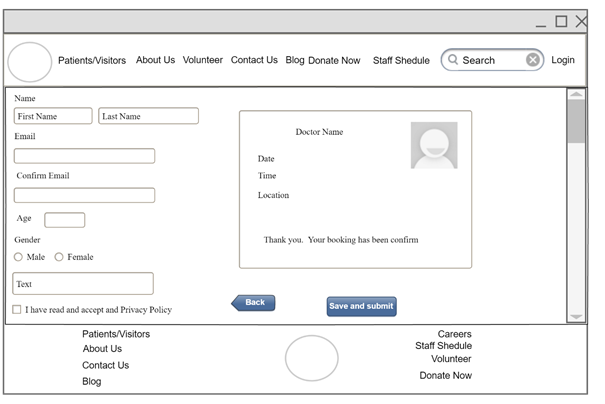 Patients/Visitors About Us Volunteer Contact Us Blog Donate Now Staff Shedule Search Login
Name
First Name Last Name
Email
Confirm Email
Age
Gender
Male Female
Text
I have read and accept and Privacy Policy
Doctor Name
Date
Time
Location
Thank you. Your booking has been confirm
Back Save and submit
Patients/Visitors
About Us
Contact Us
Blog
Careers
Staff Shedule
Volunteer
Donate Now